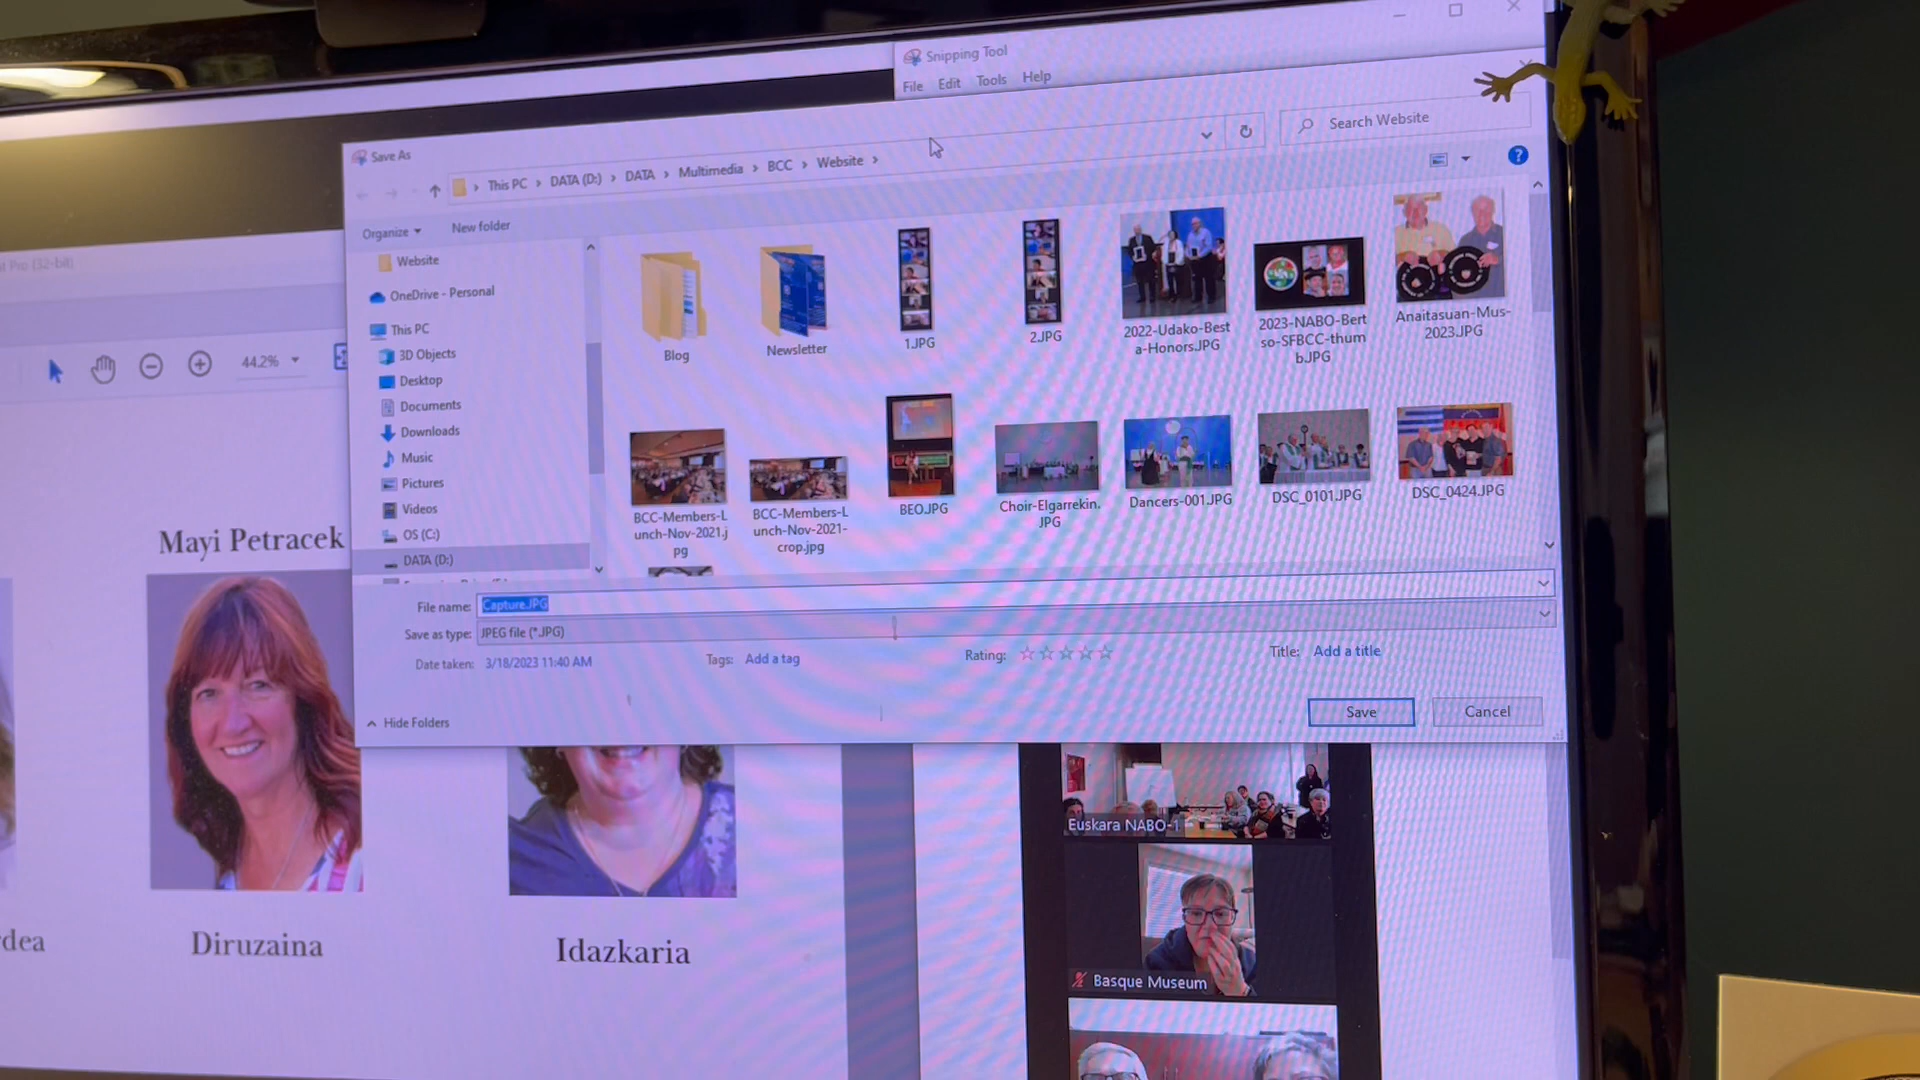 Snipping Tool
File Edit Tools Help
Save As
This PC > DATA (D:) > DATA > Multimedia > BCC > Website >
Search Website
Organize
New folder
Pro (32-bit)
44.2%
Website
OneDrive - Personal
This PC
3D Objects
Desktop
Documents
Downloads
Music
Pictures
Videos
OS (C:)
DATA (D:)
Blog
Newsletter
1.JPG
2.JPG
2022-Udako-Best
a-Honors.JPG
2023-NABO-Bert
so-SFBCC-thum
b.JPG
Anaitasuan-Mus-
2023.JPG
BCC-Members-L
unch-Nov-2021.j
pg
BCC-Members-L
unch-Nov-2021-
crop.jpg
BEO.JPG
Choir-Elgarrekin.
JPG
Dancers-001.JPG
DSC_0101.JPG
DSC_0424.JPG
File name: Capture.JPG
Save as type: JPEG file (*.JPG)
Date taken: 3/18/2023 11:40 AM
Tags: Add a tag
Rating:
Title: Add a title
Hide Folders
Save
Cancel
Mayi Petracek
Diruzaina
Idazkaria
Euskara NABO-1
Basque Museum